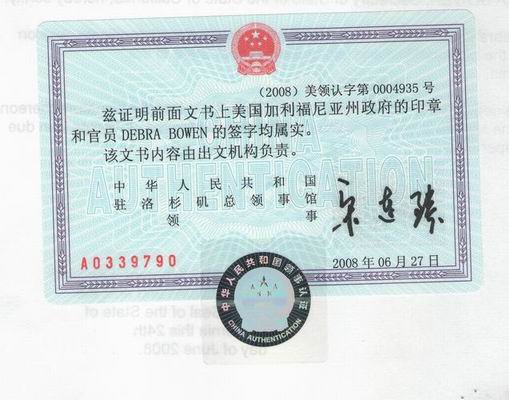 （2008）美领认字第 0004935 号
兹证明前面文书上美国加利福尼亚州政府的印章
和官员 DEBRA BOWEN 的签字均属实。
该文书内容由出文机构负责。
AUTHENTICATION
中华人民共和国
驻洛杉矶总领事馆
领事
A0339790
2008 年 06 月 27 日
中华人民共和国领事认证
CHINA AUTHENTICATION